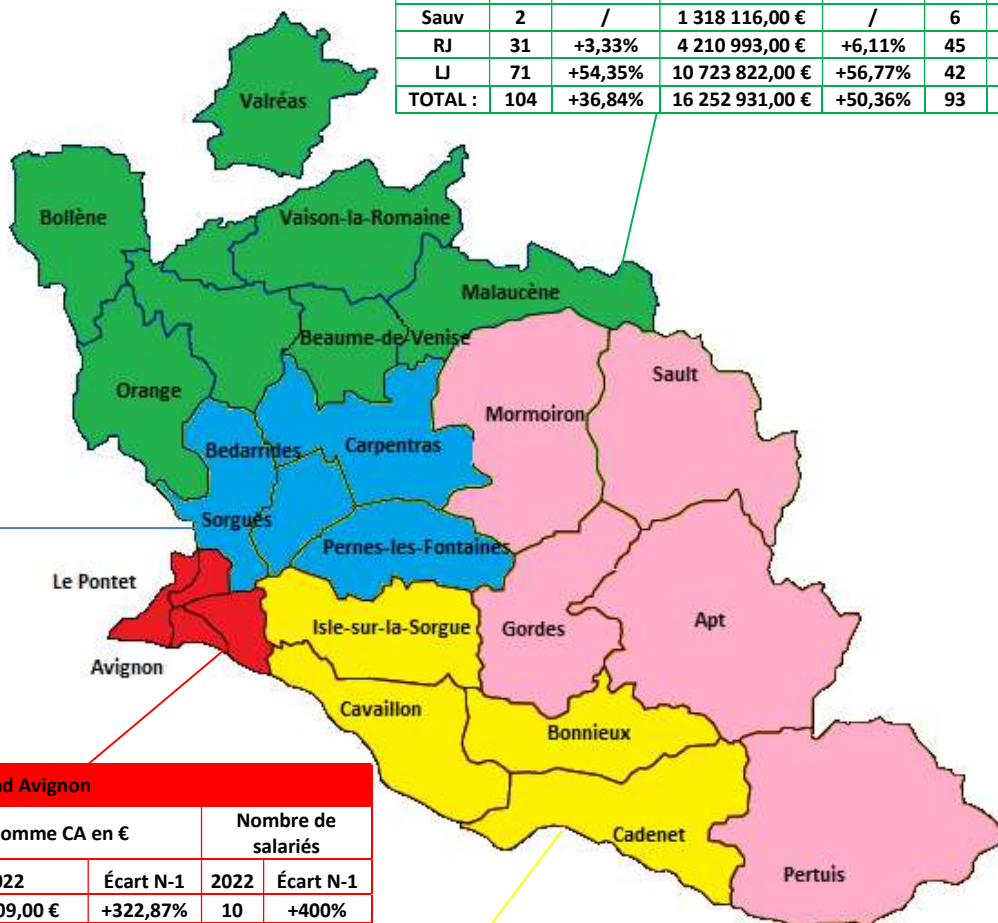 Sauv 2 / 1 318 116,00 € / 6
RJ 31 +3,33% 4 210 993,00 € +6,11% 45
LJ 71 +54,35% 10 723 822,00 € +56,77% 42
TOTAL : 104 +36,84% 16 252 931,00 € +50,36% 93
Valréas
Bollène
Vaison-la-Romaine
Malaucène
Beaume-de-Venise
Sault
Orange
Mormoiron
Carpentras
Bedarrides
Sorgues
Pernes-les-Fontaines
Le Pontet
Isle-sur-la-Sorgue
Gordes
Apt
Avignon
Cavaillon
Bonnieux
Cadenet
Pertuis
d Avignon
omme CA en €
Nombre de
salariés
022 Écart N-1 2022 Écart N-1
09,00 € +322,87% 10 +400%